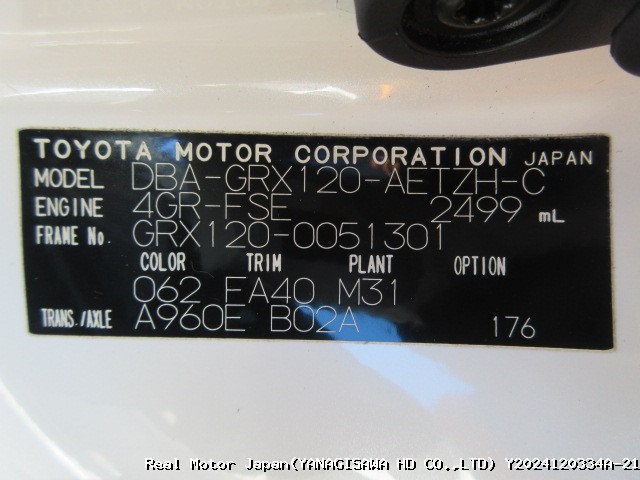 TOYOTA MOTOR CORPORATION JAPAN
MODEL DBA-GRX120-AETZH-C
ENGINE 4GR-FSE 2499 mL
FRAME No. GRX120-0051301
COLOR TRIM PLANT OPTION
062 FA40 M31
TRANS./AXLE A960E B02A 176
Real Motor Japan(YANAGISAWA HD CO.,LTD) Y2024120334A-21